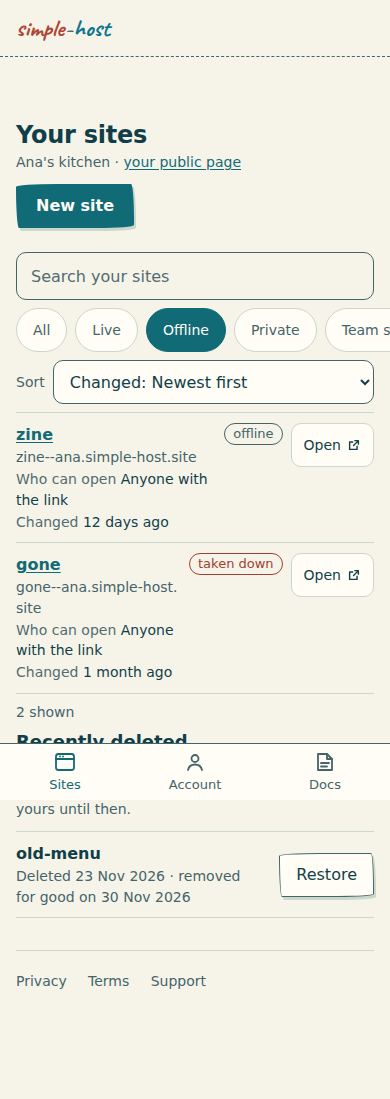 simple-host
Your sites
Ana's kitchen · your public page
New site
Search your sites
All Live Offline Private Team s
Sort Changed: Newest first
zine offline Open
zine--ana.simple-host.site
Who can open Anyone with
the link
Changed 12 days ago
gone taken down Open
gone--ana.simple-host.
site
Who can open Anyone
with the link
Changed 1 month ago
2 shown
Recently deleted
Sites Account Docs
yours until then.
old-menu
Deleted 23 Nov 2026 · removed
for good on 30 Nov 2026
Restore
Privacy Terms Support